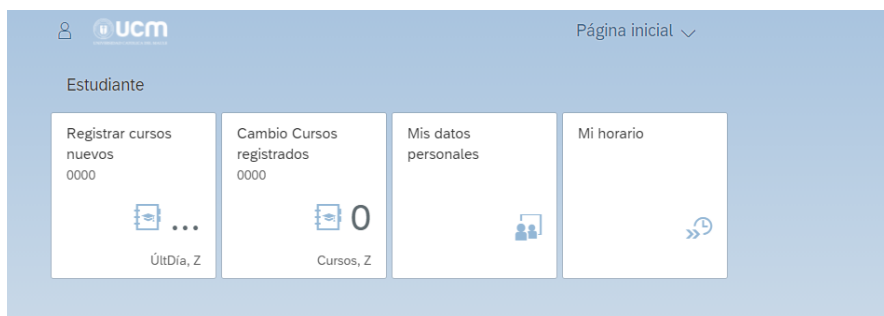 ucm
Página inicial
Estudiante
Registrar cursos
nuevos
0000
...
ÚltDía, Z
Cambio Cursos
registrados
0000
0
Cursos, Z
Mis datos
personales
Mi horario